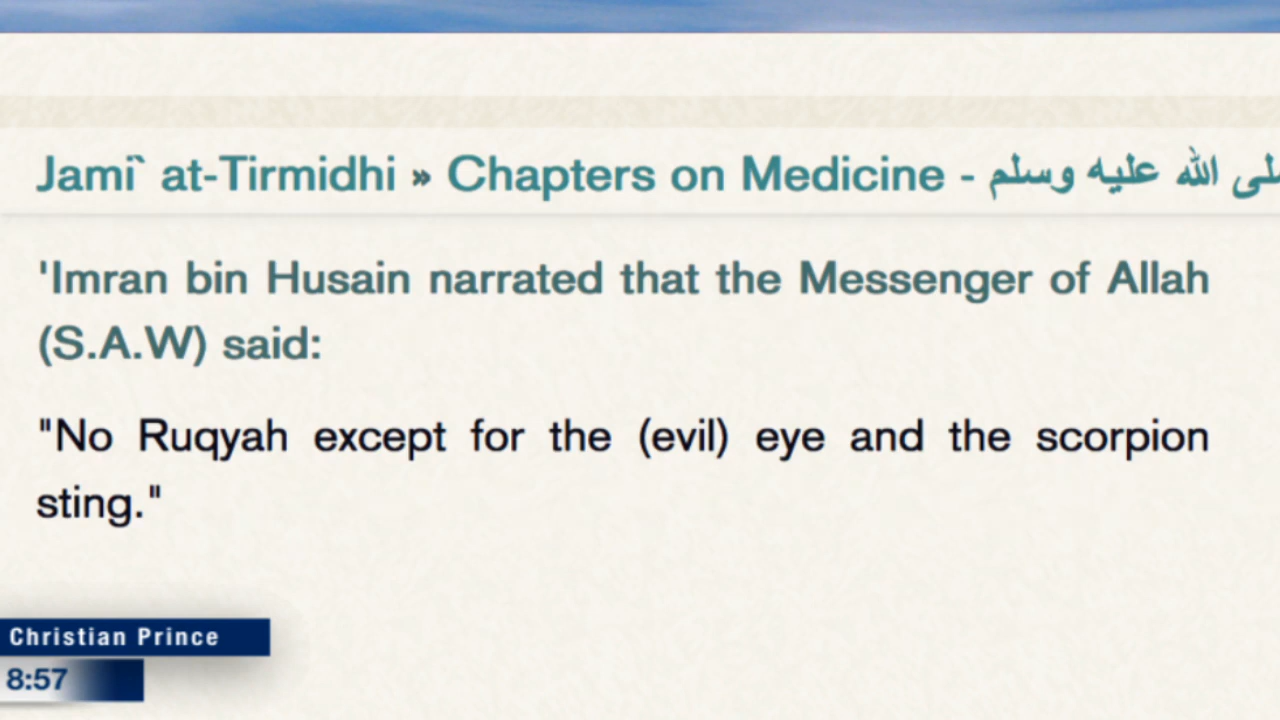 Jami` at-Tirmidhi » Chapters on Medicine - الله عليه وسلم
'Imran bin Husain narrated that the Messenger of Allah
(S.A.W) said:
"No Ruqyah except for the (evil) eye and the scorpion
sting."
Christian Prince
8:57